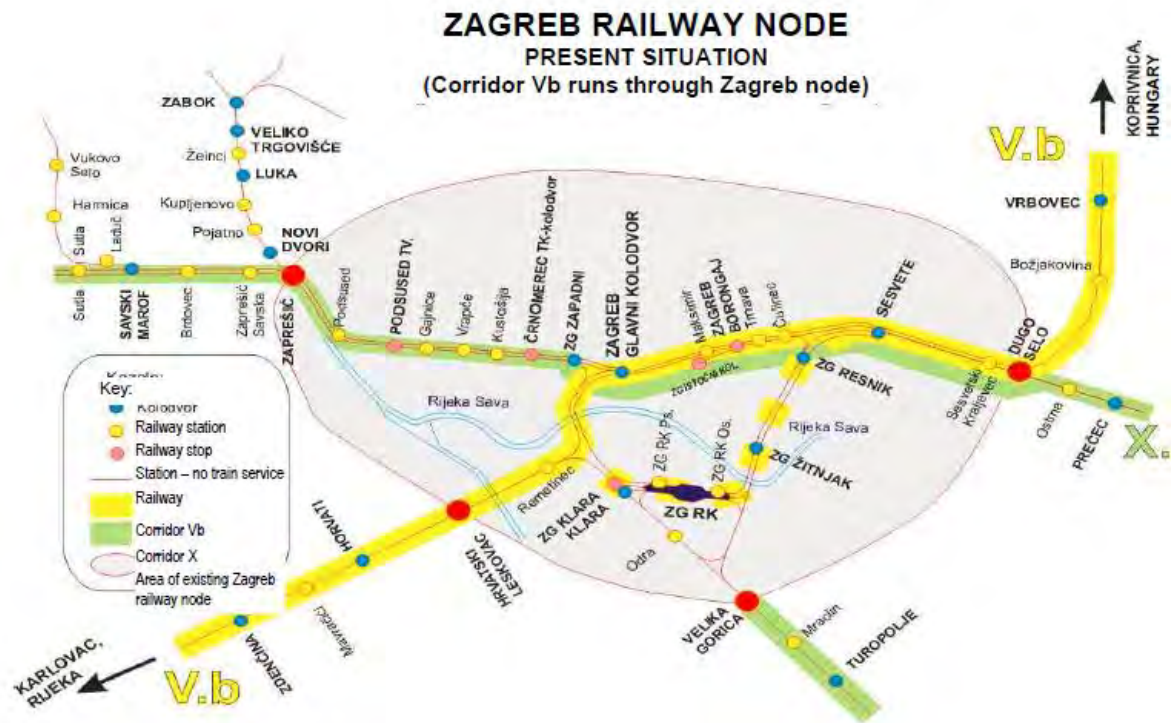 ZAGREB RAILWAY NODE
PRESENT SITUATION
(Corridor Vb runs through Zagreb node)
KOPRIVNICA,
HUNGARY
V.b
ZABOK
VELIKO
TRGOVIŠĆE
Žeinci
LUKA
Kupljenovo
Pojatno
NOVI
DVORI
Vukovo
Selo
Harmica
Sutla
Laduč
Sutla
SAVSKI
MAROF
Brdovec
Zaprešić
Savska
ZAPREŠIĆ
Podsused
PODSUSED TV.
Gajnice
Vrapče
Kustošija
ČRNOMEREC TK-kolodvor
ZG ZAPADNI
ZAGREB
GLAVNI KOLODVOR
Maksimir
ZAGREB
BORONGAJ
Trnava
Čulinec
ZG ISTOČNI KOL.
SESVETE
ZG RESNIK
VRBOVEC
Božjakovina
DUGO
SELO
Sesvetski
Kraljevec
Ostrna
PREČEC
X.
Rijeka Sava
Rijeka Sava
ZG RK Ps.
ZG RK Os.
ZG ŽITNJAK
Remetinec
ZG KLARA
KLARA
ZG RK
Odra
HRVATSKI
LESKOVAC
HORVATI
Mavračići
ZDENČINA
VELIKA
GORICA
Mraclin
TUROPOLJE
KARLOVAC,
RIJEKA
V.b
Key:
Kolodvor
Railway station
Railway stop
Station – no train service
Railway
Corridor Vb
Corridor X
Area of existing Zagreb
railway node